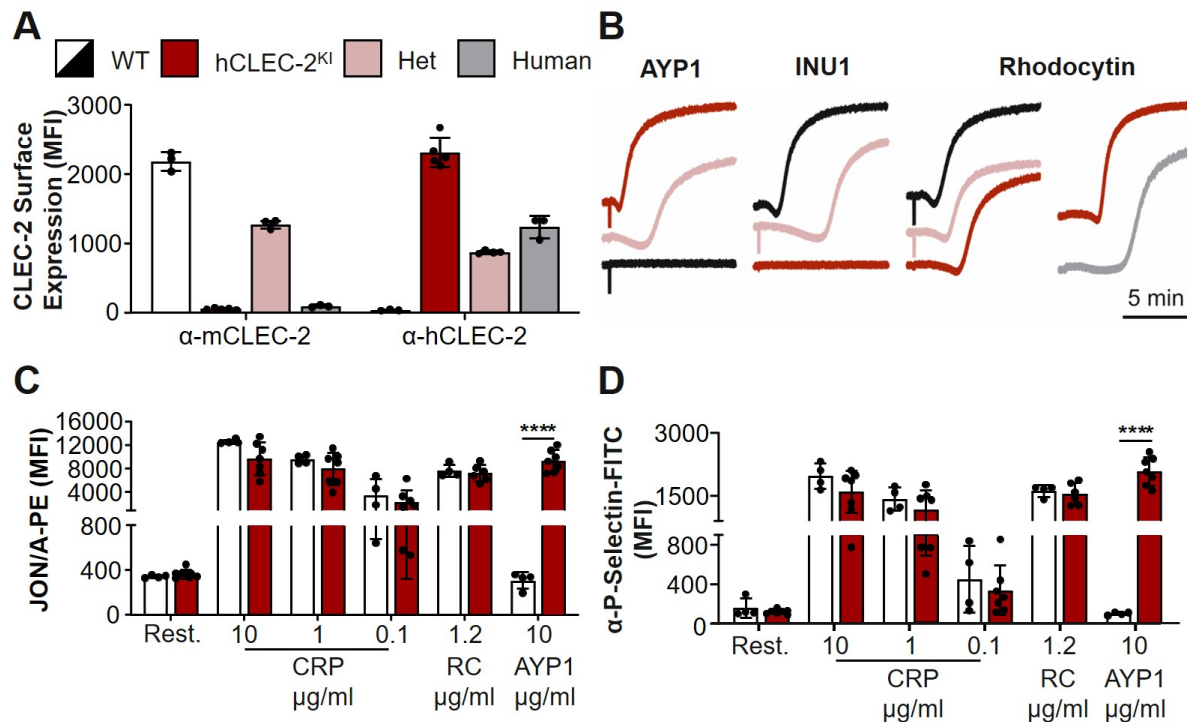 A
WT hCLEC-2KI Het Human
CLEC-2 Surface
Expression (MFI)
3000
2000
1000
0
α-mCLEC-2 α-hCLEC-2
B
AYP1 INU1 Rhodocytin
5 min
C
JON/A-PE (MFI)
16000
12000
8000
4000
800
400
0
****
Rest. 10 1 0.1 1.2 10
CRP RC AYP1
µg/ml µg/ml µg/ml
D
α-P-Selectin-FITC
(MFI)
3000
1500
800
400
0
****
Rest. 10 1 0.1 1.2 10
CRP RC AYP1
µg/ml µg/ml µg/ml